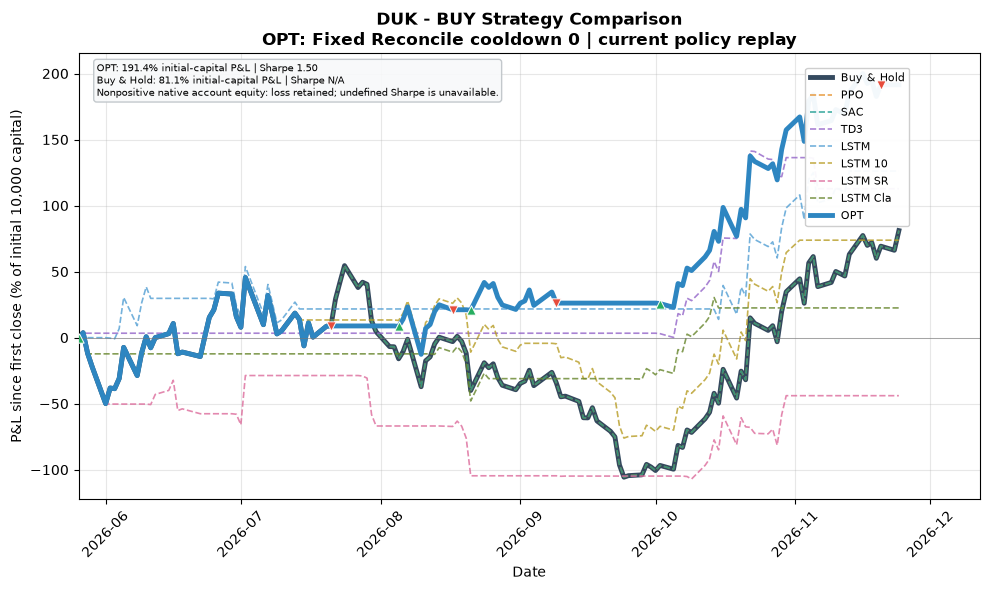 DUK - BUY Strategy Comparison
OPT: Fixed Reconcile cooldown 0 | current policy replay
OPT: 191.4% initial-capital P&L | Sharpe 1.50
Buy & Hold: 81.1% initial-capital P&L | Sharpe N/A
Nonpositive native account equity: loss retained; undefined Sharpe is unavailable.
Buy & Hold
PPO
SAC
TD3
LSTM
LSTM 10
LSTM SR
LSTM Cla
OPT
P&L since first close (% of initial 10,000 capital)
200
150
100
50
0
−50
−100
2026-06
2026-07
2026-08
2026-09
2026-10
2026-11
2026-12
Date